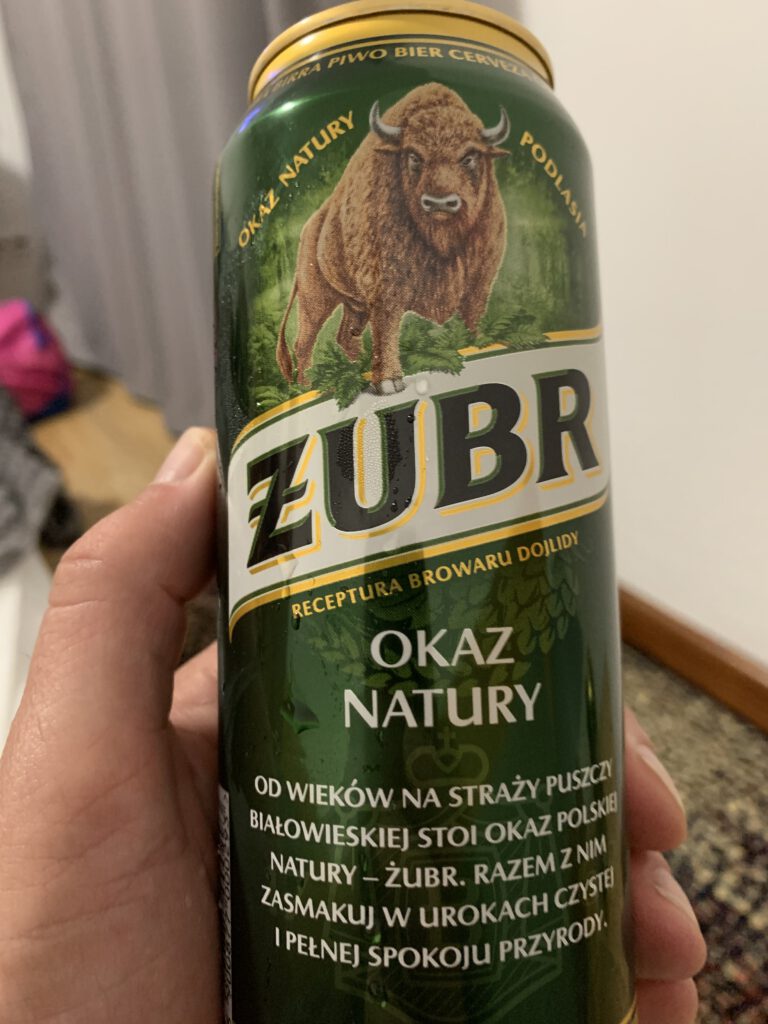 BIRRA PIWO BIER CERVEZA
OKAZ NATURY
PODLASIA
ŻUBR
RECEPTURA BROWARU DOJLIDY
OKAZ
NATURY
OD WIEKÓW NA STRAŻY PUSZCZY
BIAŁOWIESKIEJ STOI OKAZ POLSKIEJ
NATURY – ŻUBR. RAZEM Z NIM
ZASMAKUJ W UROKACH CZYSTEJ
I PEŁNEJ SPOKOJU PRZYRODY.